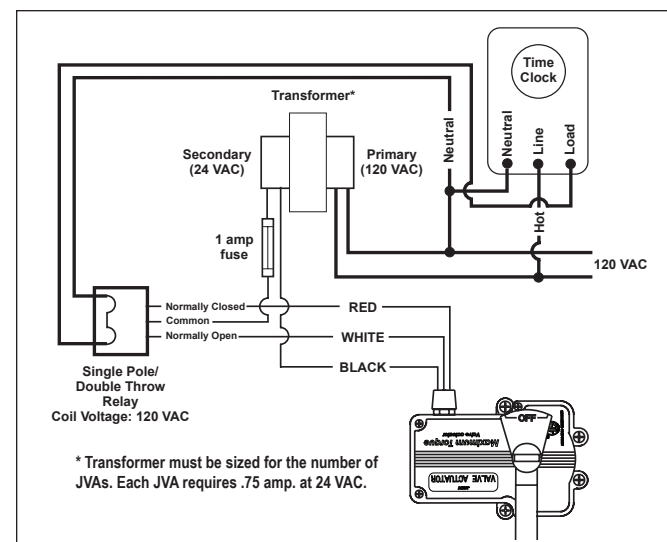 Time
Clock
Neutral
Line
Load
Transformer*
Secondary
(24 VAC)
Primary
(120 VAC)
Neutral
Hot
1 amp
fuse
120 VAC
Normally Closed
Common
Normally Open
RED
WHITE
BLACK
Single Pole/
Double Throw
Relay
Coil Voltage: 120 VAC
OFF
Maximum Torque
Valve actuator
VALVE ACTUATOR
* Transformer must be sized for the number of
JVAs. Each JVA requires .75 amp. at 24 VAC.